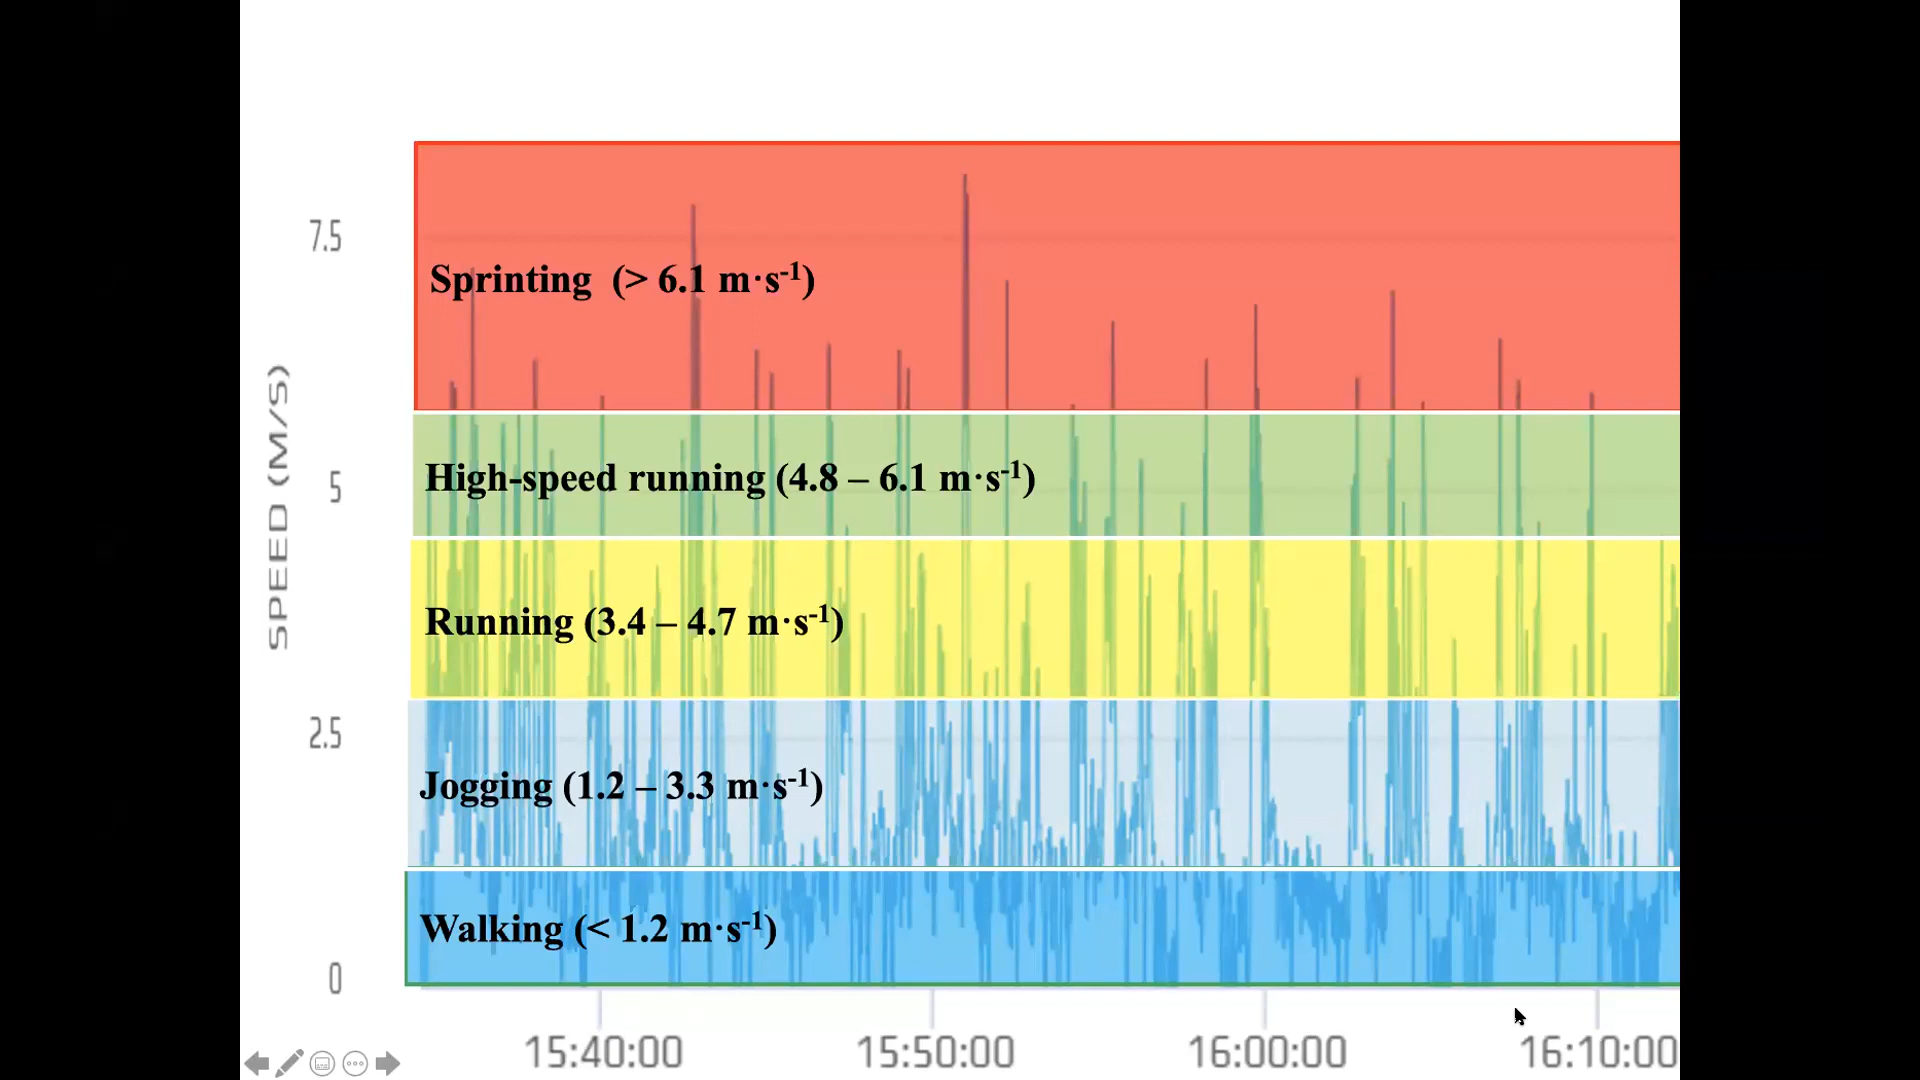 7.5
Sprinting (> 6.1 m·s-1)
5
High-speed running (4.8 – 6.1 m·s-1)
SPEED (M/S)
Running (3.4 – 4.7 m·s-1)
2.5
Jogging (1.2 – 3.3 m·s-1)
Walking (< 1.2 m·s-1)
0
15:40:00 15:50:00 16:00:00 16:10:00